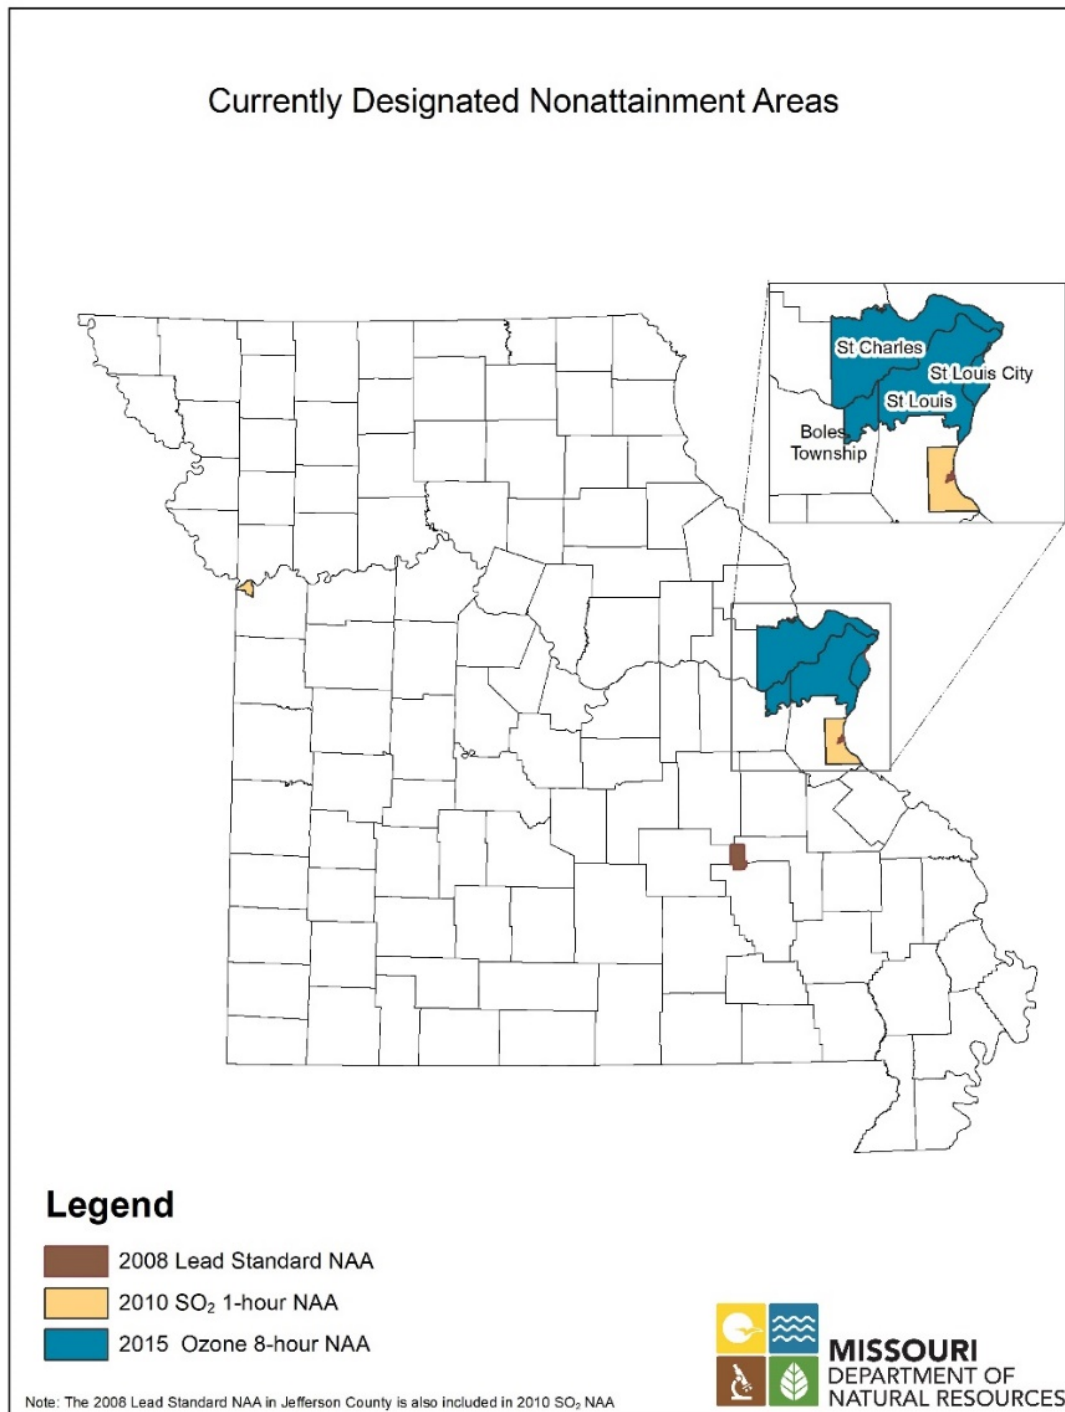 Currently Designated Nonattainment Areas
St Charles
St Louis City
St Louis
Boles
Township
Legend
2008 Lead Standard NAA
2010 SO₂ 1-hour NAA
2015 Ozone 8-hour NAA
MISSOURI
DEPARTMENT OF
NATURAL RESOURCES
Note: The 2008 Lead Standard NAA in Jefferson County is also included in 2010 SO₂ NAA